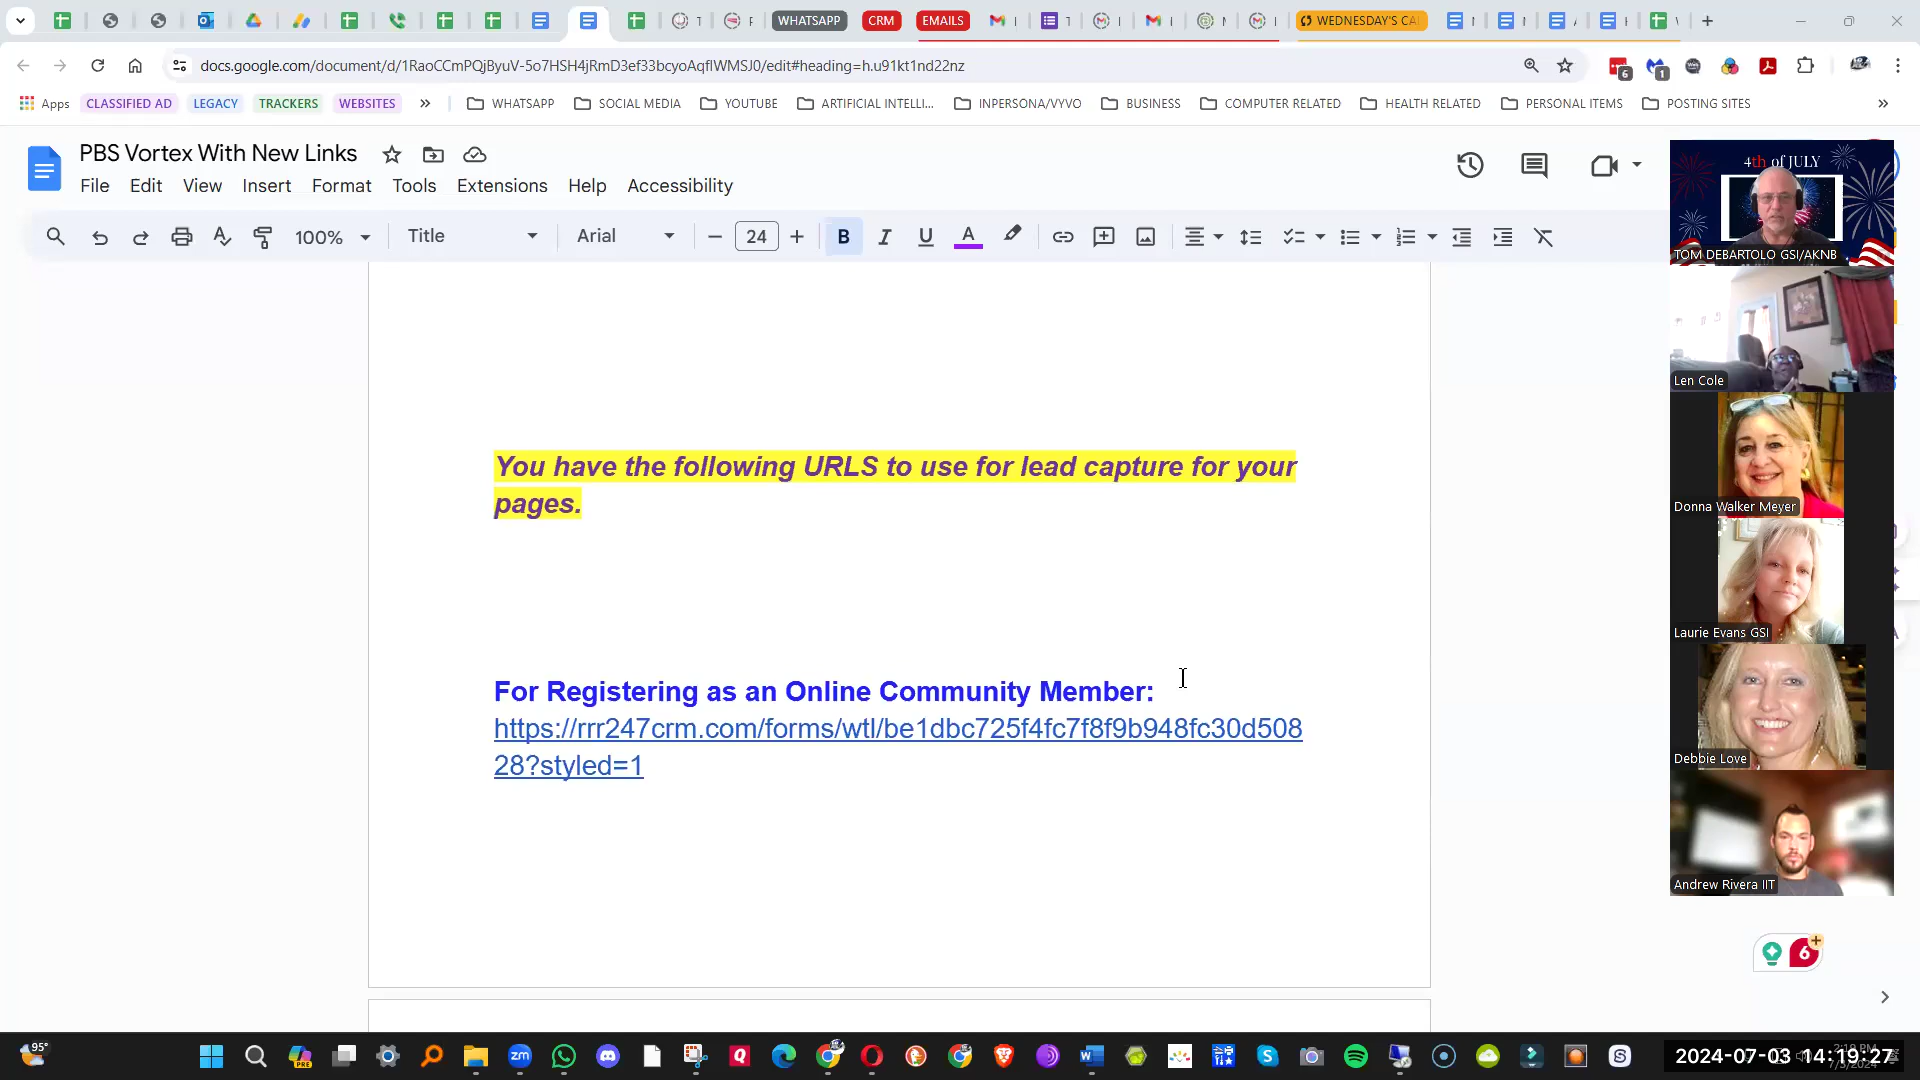 WHATSAPP
CRM
EMAILS
WEDNESDAY'S CA
docs.google.com/document/d/1RaoCCmPQjByuV-5o7HSH4jRmD3ef33bcyoAqflWMSJ0/edit#heading=h.u91kt1nd22nz
6
1
Apps
CLASSIFIED AD
LEGACY
TRACKERS
WEBSITES
WHATSAPP
SOCIAL MEDIA
YOUTUBE
ARTIFICIAL INTELLI...
INPERSONA/VYVO
BUSINESS
COMPUTER RELATED
HEALTH RELATED
PERSONAL ITEMS
POSTING SITES
PBS Vortex With New Links
File Edit View Insert Format Tools Extensions Help Accessibility
100% Title Arial 24 B I U A
You have the following URLS to use for lead capture for your
pages.
For Registering as an Online Community Member:
https://rrr247crm.com/forms/wtl/be1dbc725f4fc7f8f9b948fc30d508
28?styled=1
4th of JULY
TOM DEBARTOLO GSI/AKNB
Len Cole
Donna Walker Meyer
Laurie Evans GSI
Debbie Love
Andrew Rivera IIT
6
95°
2024-07-03 14:19:27